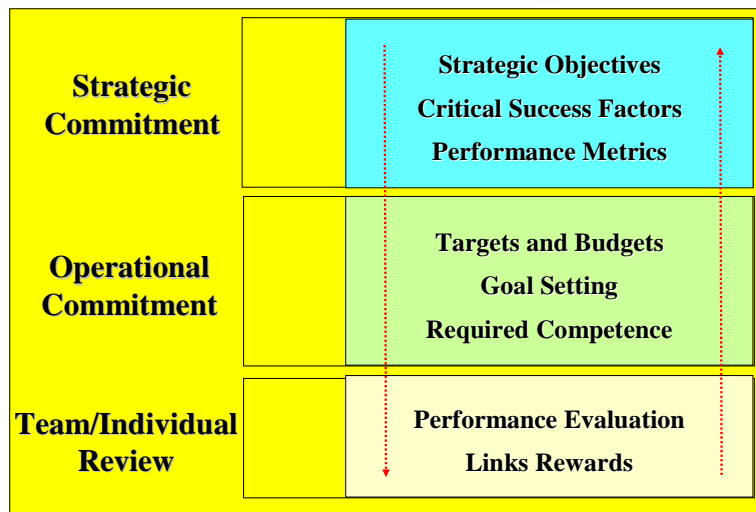 Strategic
Commitment
Strategic Objectives
Critical Success Factors
Performance Metrics
Operational
Commitment
Targets and Budgets
Goal Setting
Required Competence
Team/Individual
Review
Performance Evaluation
Links Rewards